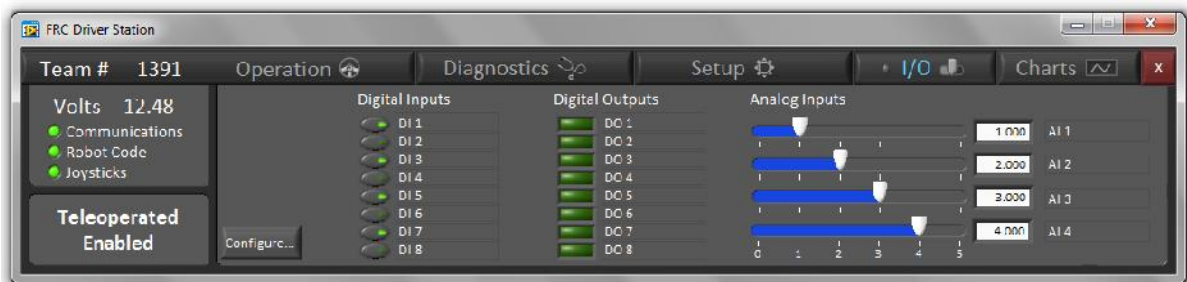 FRC Driver Station
Team # 1391 Operation Diagnostics Setup I/O Charts X
Volts 12.48
Communications
Robot Code
Joysticks
Teleoperated
Enabled
Configure...
Digital Inputs
DI 1
DI 2
DI 3
DI 4
DI 5
DI 6
DI 7
DI 8
Digital Outputs
DO 1
DO 2
DO 3
DO 4
DO 5
DO 6
DO 7
DO 8
Analog Inputs
1.000 AI 1
2.000 AI 2
3.000 AI 3
4.000 AI 4
0 1 2 3 4 5